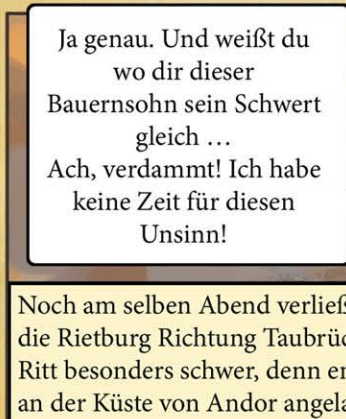 Ja genau. Und weißt du
wo dir dieser
Bauernsohn sein Schwert
gleich …
Ach, verdammt! Ich habe
keine Zeit für diesen
Unsinn!
Noch am selben Abend
die Rietburg Richtung
Ritt besonders schwer, denn
an der Küste von Andor